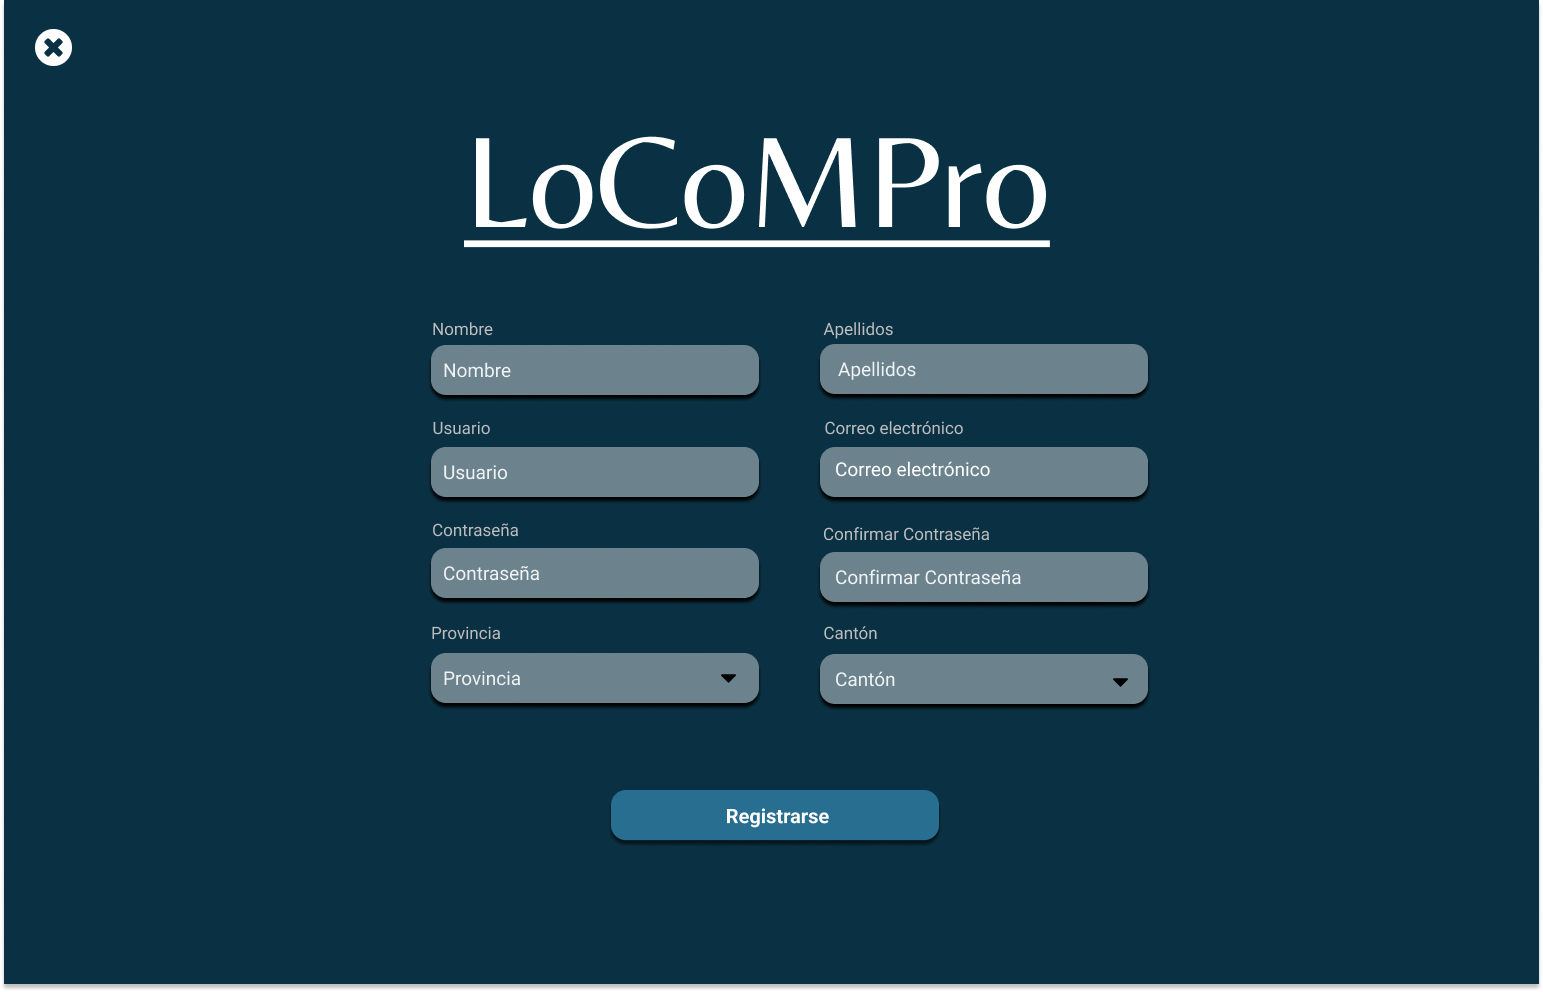 LoCoMPro
Nombre
Apellidos
Nombre
Apellidos
Usuario
Correo electrónico
Usuario
Correo electrónico
Contraseña
Confirmar Contraseña
Contraseña
Confirmar Contraseña
Provincia
Cantón
Provincia
Cantón
Registrarse